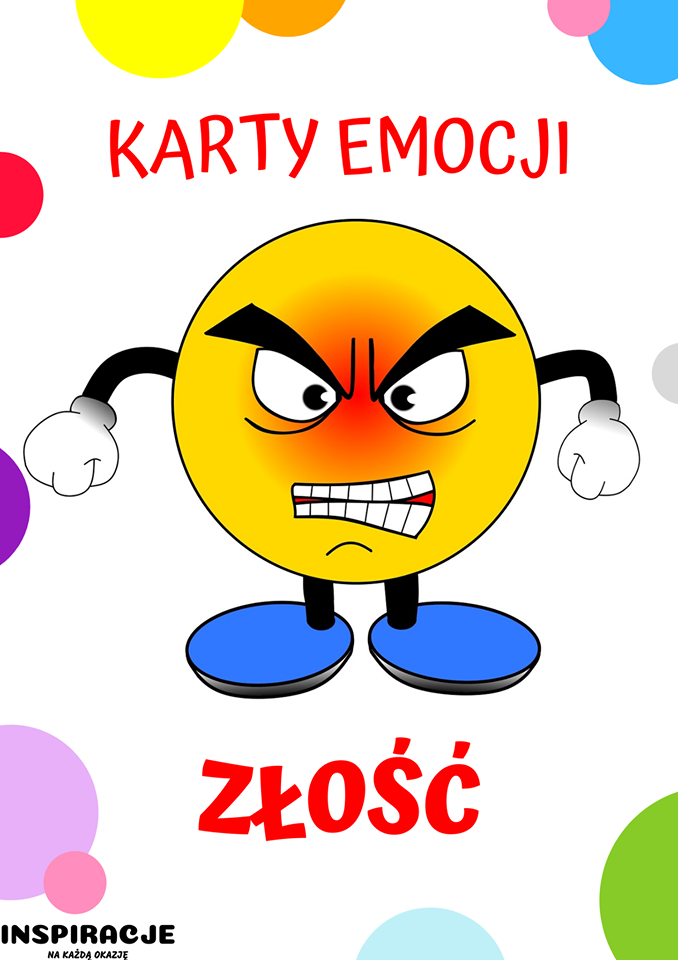 KARTY EMOCJI
ZŁOŚĆ
INSPIRACJE
NA KAŻDĄ OKAZJĘ